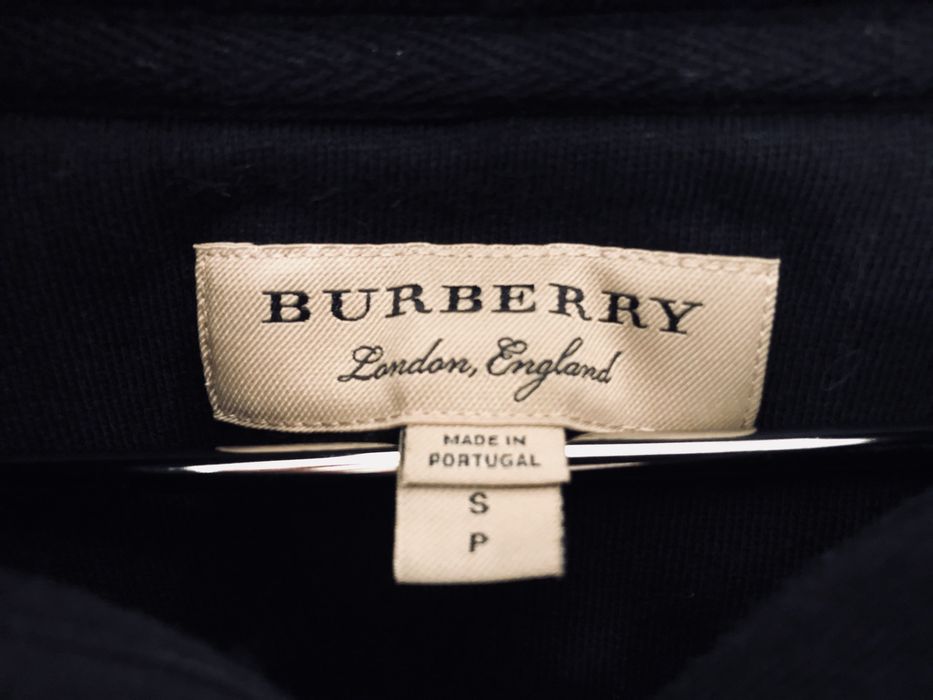 BURBERRY
London, England
MADE IN
PORTUGAL
S
P